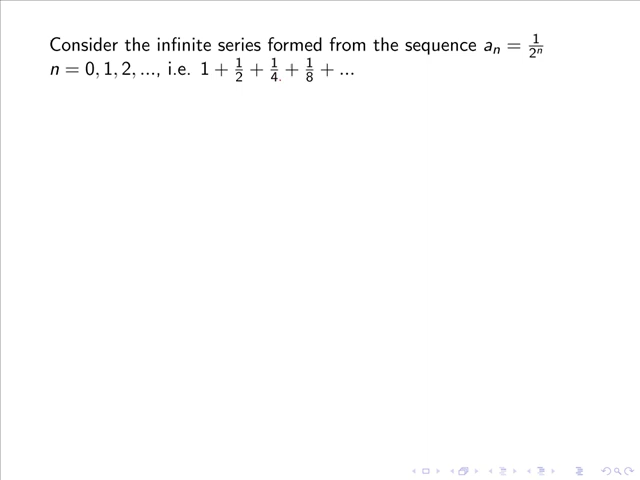 Consider the infinite series formed from the sequence aₙ = 1/2ⁿ
n = 0, 1, 2, ..., i.e. 1 + 1/2 + 1/4 + 1/8 + ...